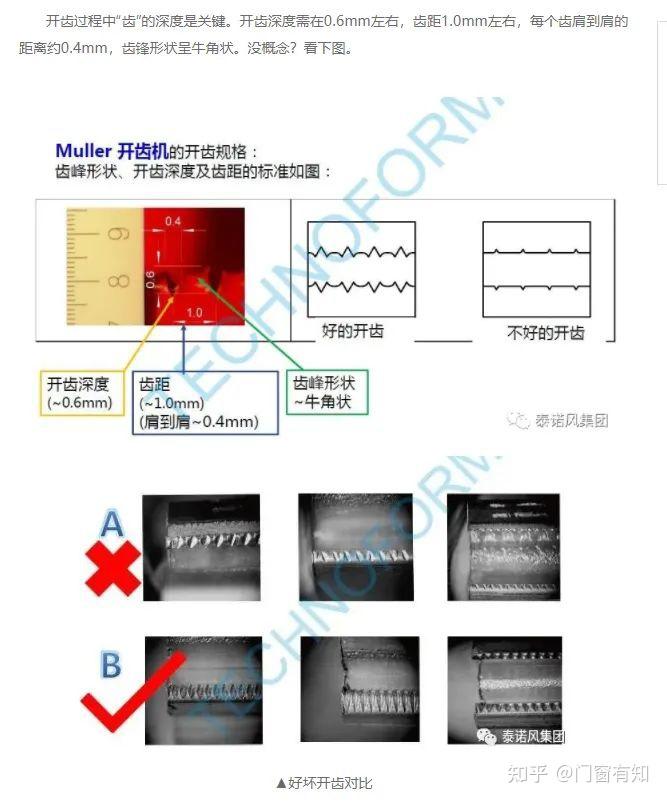 开齿过程中“齿”的深度是关键。开齿深度需在0.6mm左右，齿距1.0mm左右，每个齿肩到肩的
距离约0.4mm，齿锋形状呈牛角状。没概念？看下图。
Muller 开齿机的开齿规格：
齿峰形状、开齿深度及齿距的标准如图：
9
8
7
0.4
0.6
1.0
好的开齿
不好的开齿
开齿深度
(~0.6mm)
齿距
(~1.0mm)
(肩到肩~0.4mm)
齿峰形状
~牛角状
TECHNOFORM
泰诺风集团
A
B
TECHNOFORM
泰诺风集团
知乎 @门窗有知
▲好坏开齿对比